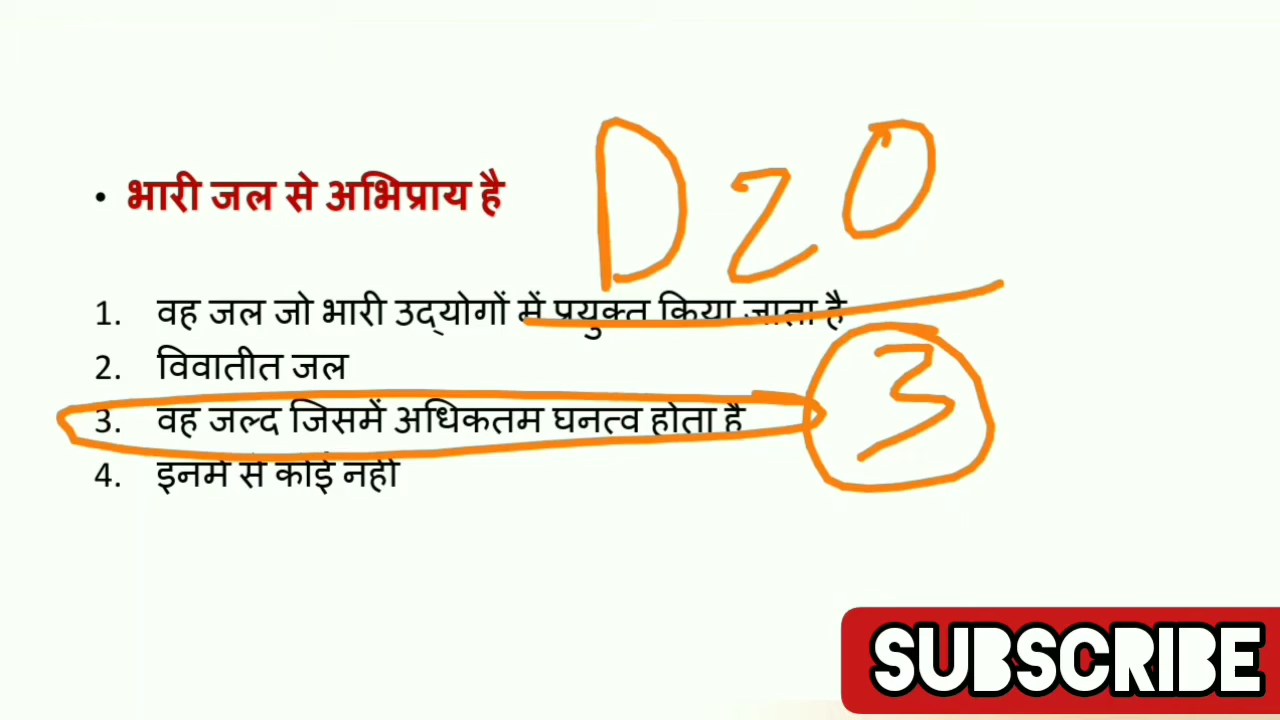 • भारी जल से अभिप्राय है
D2O
1. वह जल जो भारी उद्योगों में प्रयुक्त किया जाता है
2. विवातीत जल
3. वह जल्द जिसमें अधिकतम घनत्व होता है
3
4. इनमें से कोई नहीं
SUBSCRIBE